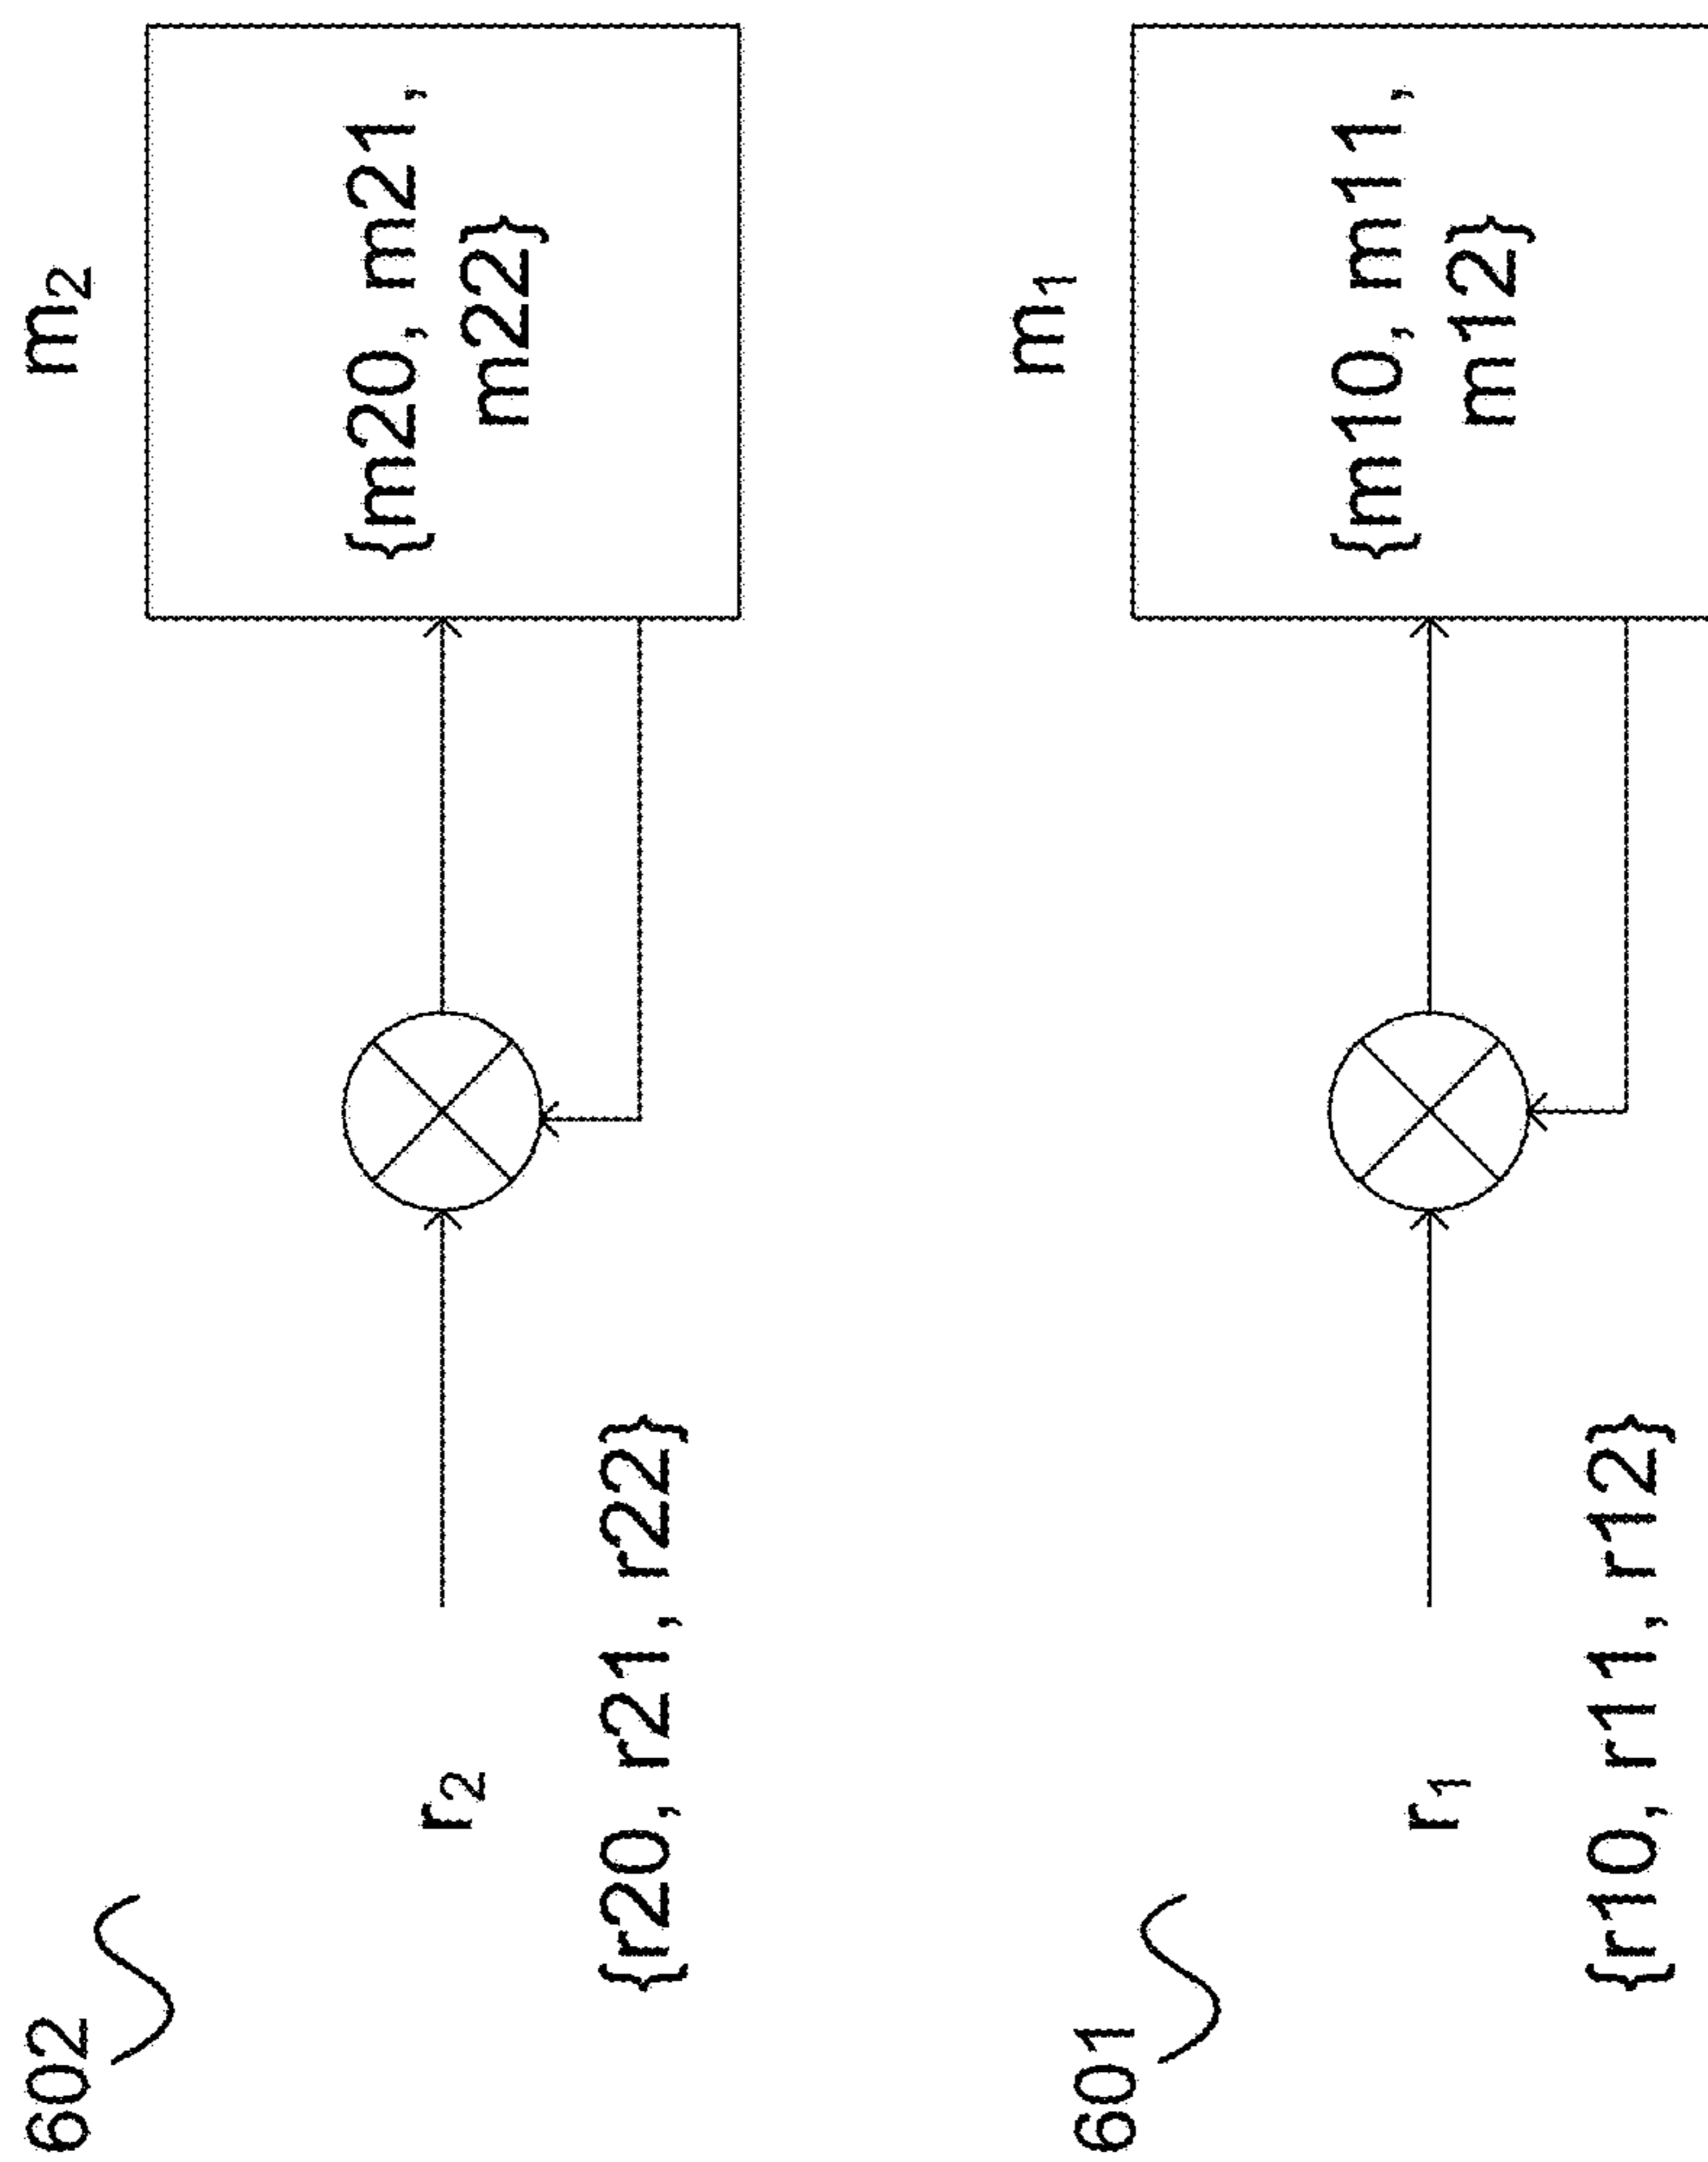 602
m₂
r₂
{m20, m21,
m22}
{r20, r21, r22}
601
m₁
r₁
{m10, m11,
m12}
{r10, r11, r12}